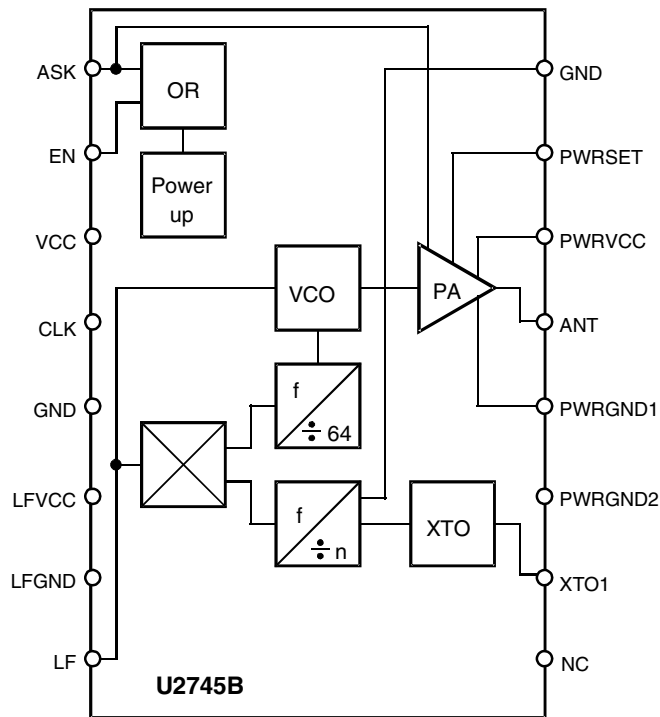 ASK
GND
OR
EN
PWRSET
Power
up
VCC
PWRVCC
VCO
PA
CLK
ANT
f
÷ 64
GND
PWRGND1
LFVCC
PWRGND2
f
÷ n
XTO
LFGND
XTO1
LF
NC
U2745B